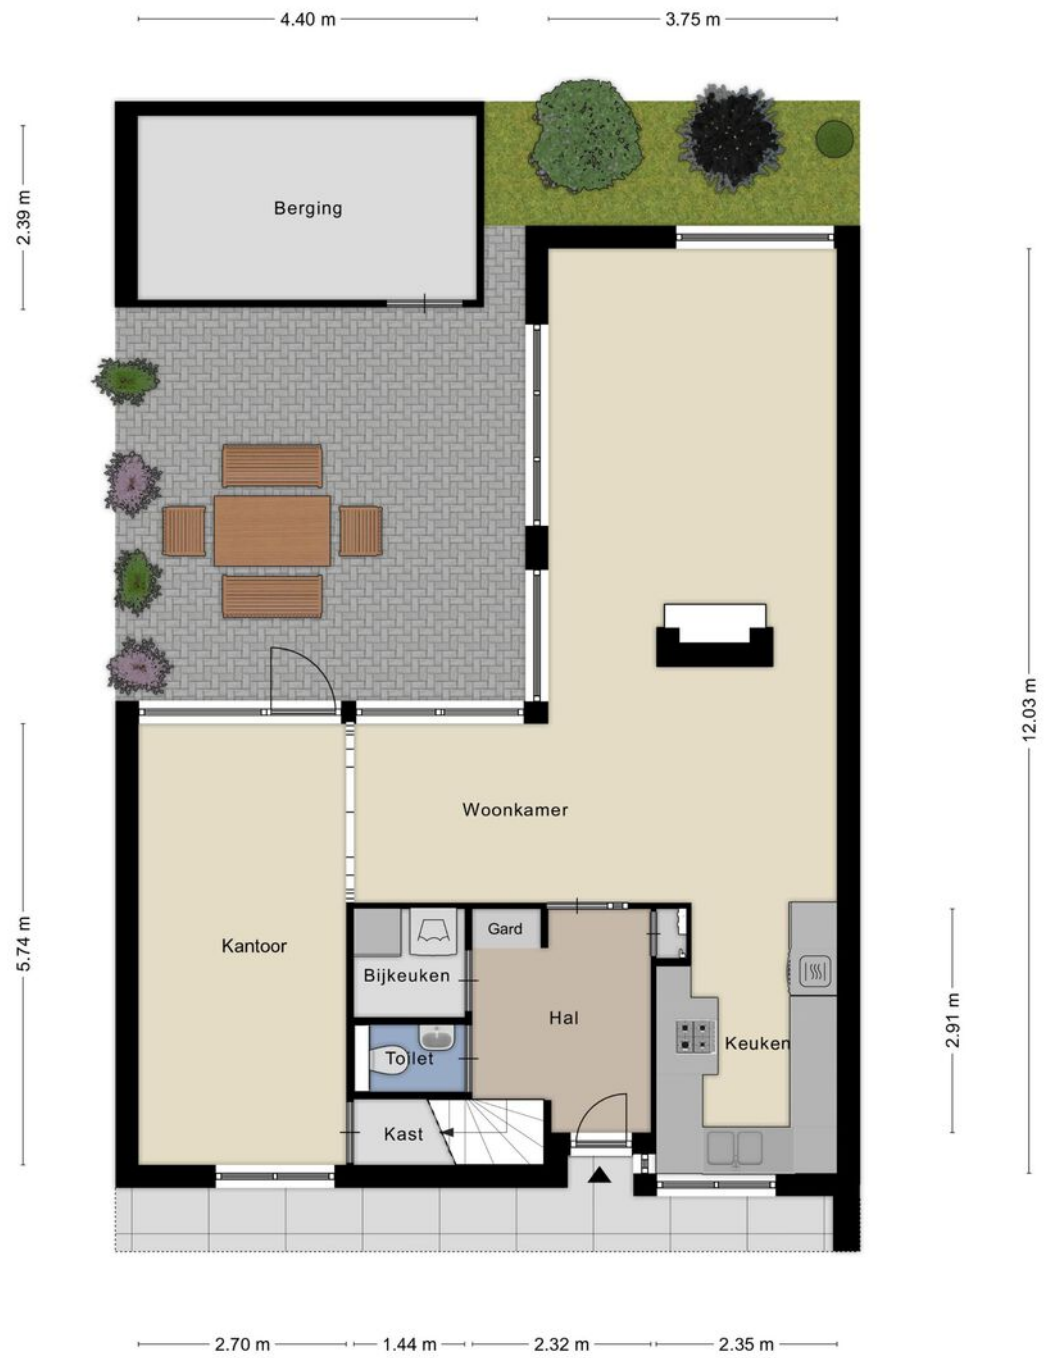 4.40 m
3.75 m
2.39 m
Berging
12.03 m
Woonkamer
5.74 m
Kantoor
Gard
Bijkeuken
Hal
2.91 m
Keuken
Toilet
Kast
2.70 m
1.44 m
2.32 m
2.35 m